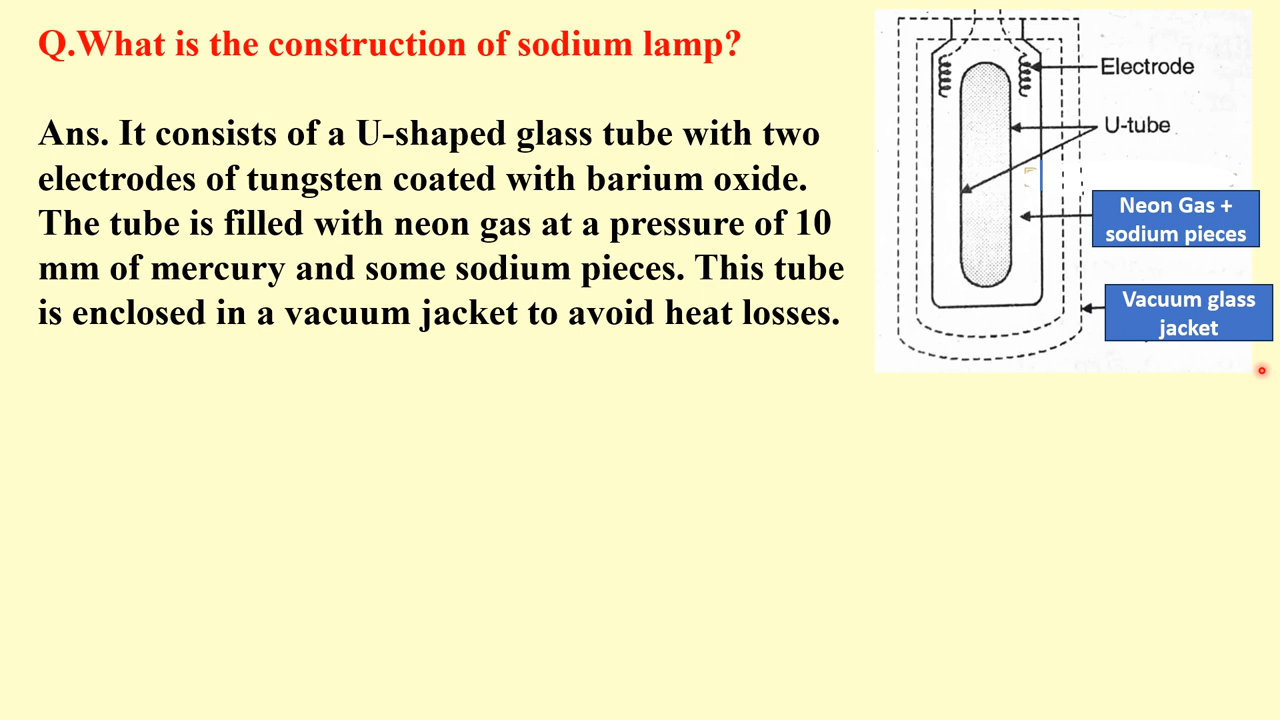 Q.What is the construction of sodium lamp?
Ans. It consists of a U-shaped glass tube with two
electrodes of tungsten coated with barium oxide.
The tube is filled with neon gas at a pressure of 10
mm of mercury and some sodium pieces. This tube
is enclosed in a vacuum jacket to avoid heat losses.
Electrode
U-tube
Neon Gas +
sodium pieces
Vacuum glass
jacket